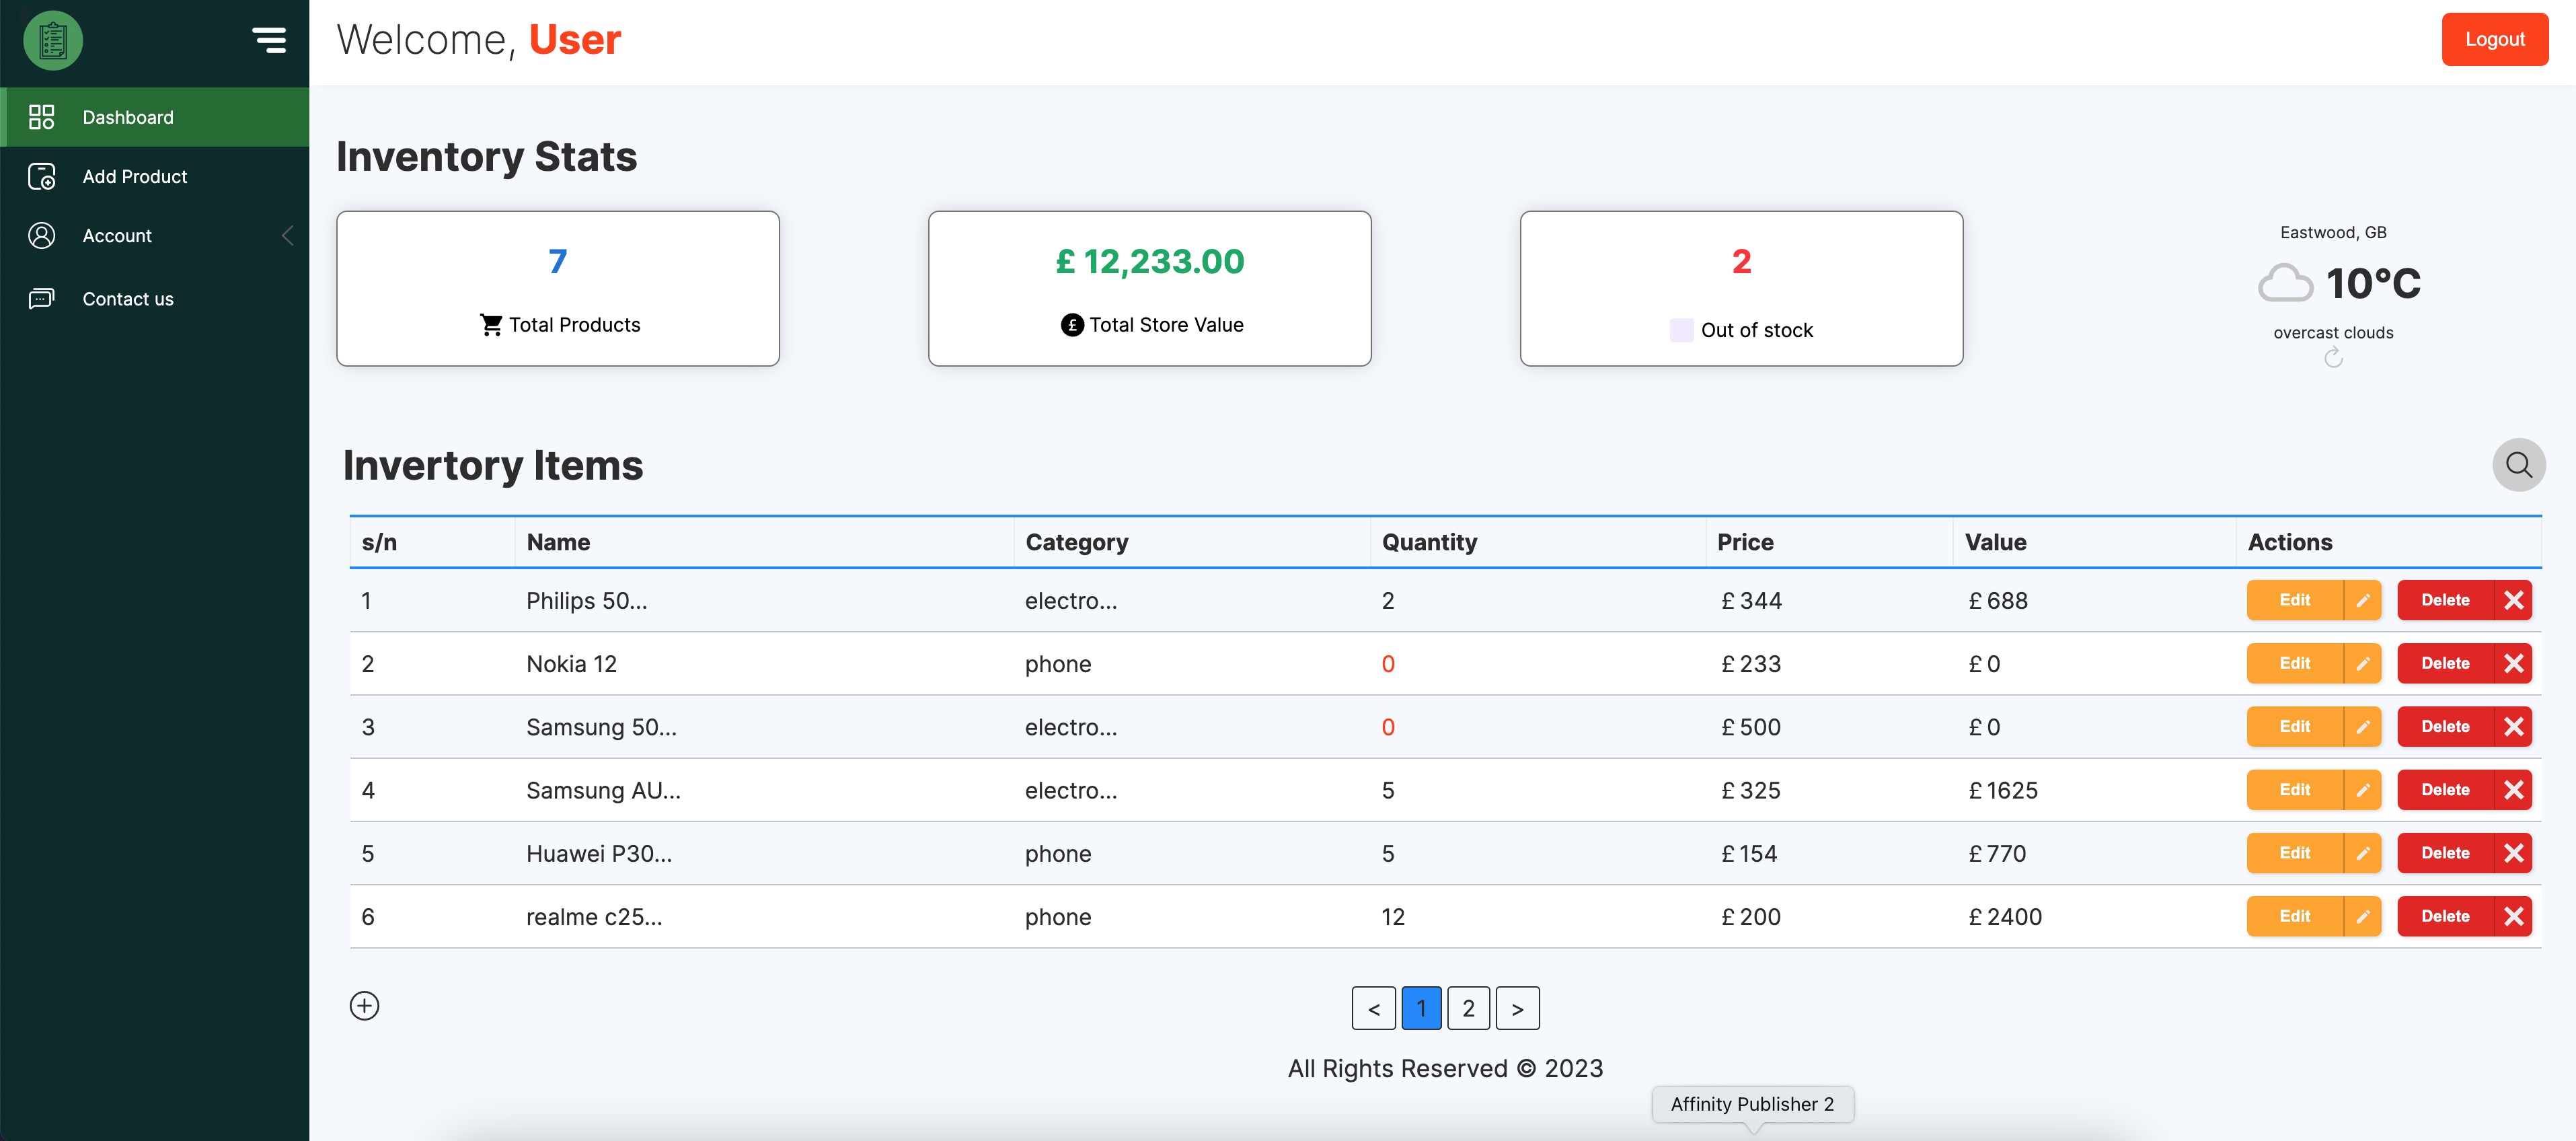 Welcome, User
Logout
Dashboard
Add Product
Account
Contact us
Inventory Stats
7
Total Products
£ 12,233.00
£ Total Store Value
2
Out of stock
Eastwood, GB
10°C
overcast clouds
Invertory Items
s/n Name Category Quantity Price Value Actions
1 Philips 50... electro... 2 £ 344 £ 688 Edit Delete
2 Nokia 12 phone 0 £ 233 £ 0 Edit Delete
3 Samsung 50... electro... 0 £ 500 £ 0 Edit Delete
4 Samsung AU... electro... 5 £ 325 £ 1625 Edit Delete
5 Huawei P30... phone 5 £ 154 £ 770 Edit Delete
6 realme c25... phone 12 £ 200 £ 2400 Edit Delete
< 1 2 >
All Rights Reserved © 2023
Affinity Publisher 2